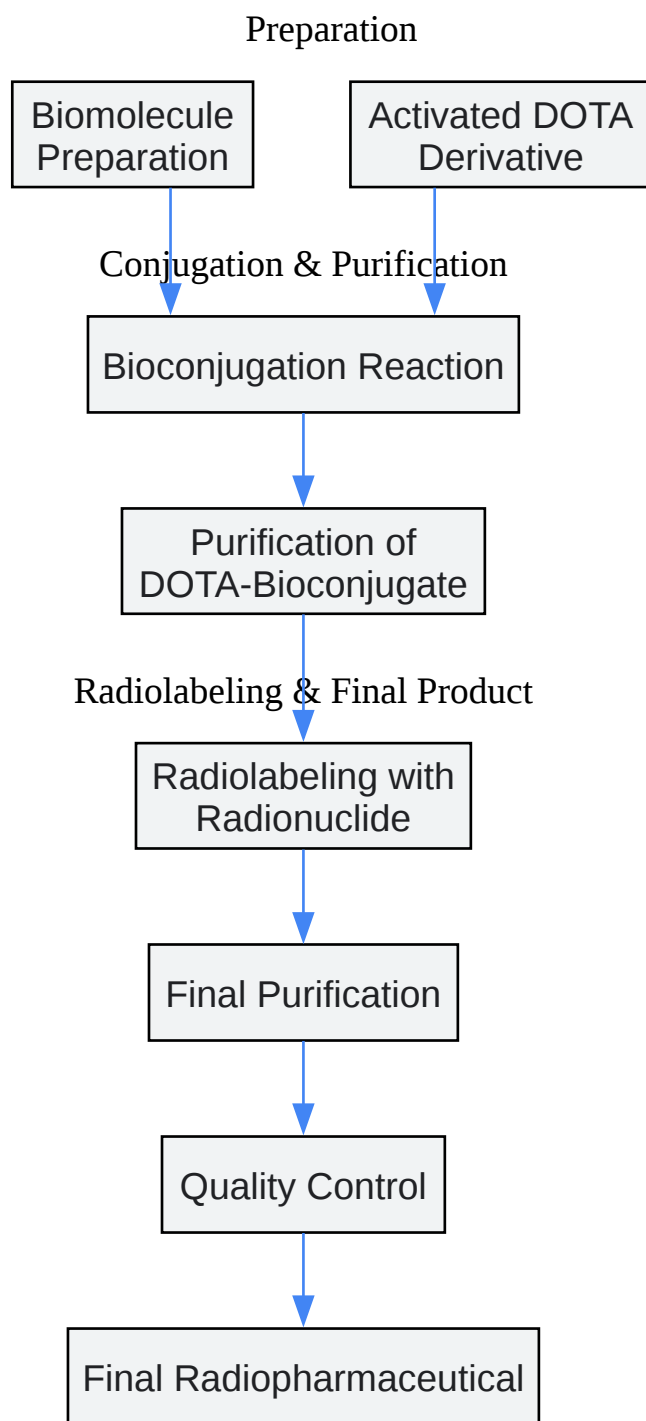 Preparation
Biomolecule
Preparation
Activated DOTA
Derivative
Conjugation & Purification
Bioconjugation Reaction
Purification of
DOTA-Bioconjugate
Radiolabeling & Final Product
Radiolabeling with
Radionuclide
Final Purification
Quality Control
Final Radiopharmaceutical